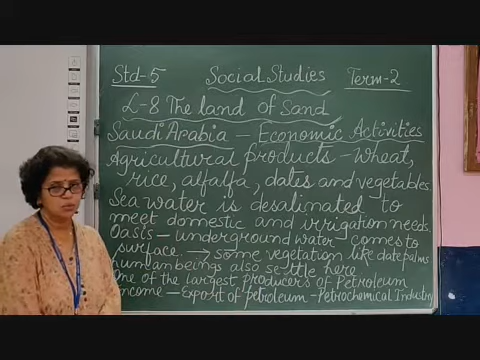 Std-5 Social Studies Term-2
L-8 The land of Sand
Saudi Arabia - Economic Activities
Agricultural products - wheat,
rice, alfalfa, dates and vegetables.
Sea water is desalinated to
meet domestic and irrigation needs.
Oasis - underground water comes to
surface. → some vegetation like date palms
human beings also settle here
One of the largest producers of Petroleum
Income - Export of petroleum - Petrochemical Industry